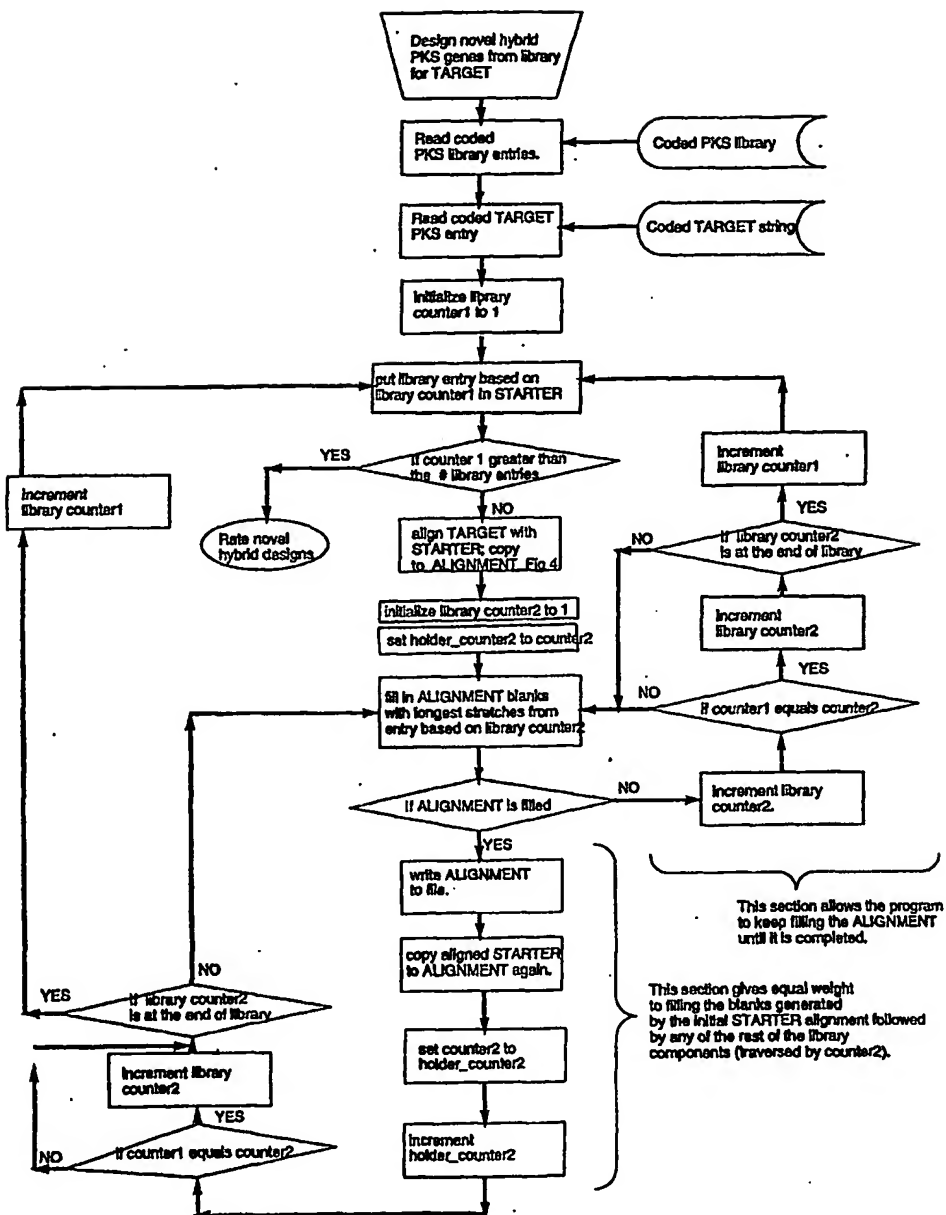 Design novel hybrid
PKS genes from library
for TARGET
Read coded
PKS library entries.
Coded PKS library
Read coded TARGET
PKS entry
Coded TARGET string
Initialize library
counter1 to 1
put library entry based on
library counter1 in STARTER
If counter 1 greater than
the # library entries
YES
NO
Rate novel
hybrid designs
Increment
library counter1
align TARGET with
STARTER; copy
to ALIGNMENT Fig 4
initialize library counter2 to 1
set holder_counter2 to counter2
fill in ALIGNMENT blanks
with longest stretches from
entry based on library counter2
If ALIGNMENT is filled
NO
YES
Increment library
counter2.
If counter1 equals counter2
NO
YES
Increment
library counter2
If library counter2
is at the end of library
NO
YES
Increment
library counter1
This section allows the program
to keep filling the ALIGNMENT
until it is completed.
write ALIGNMENT
to file.
copy aligned STARTER
to ALIGNMENT again.
set counter2 to
holder_counter2
Increment
holder_counter2
This section gives equal weight
to filling the blanks generated
by the initial STARTER alignment followed
by any of the rest of the library
components (traversed by counter2).
If counter1 equals counter2
NO
YES
Increment library
counter2
If library counter2
is at the end of library
YES
NO